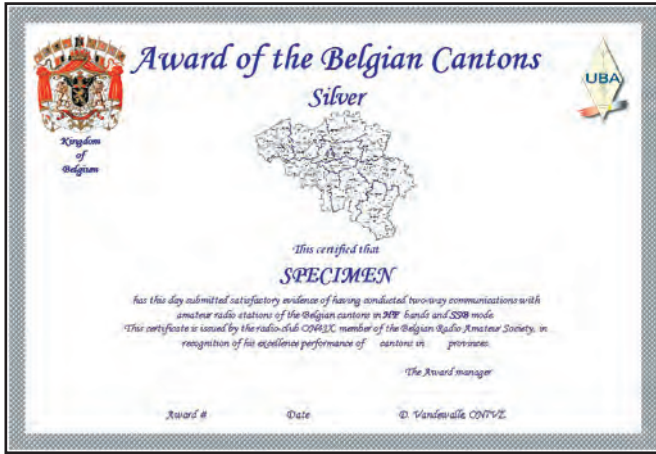 Award of the Belgian Cantons
Silver
UBA
Kingdom
of
Belgium
This certified that
SPECIMEN
has this day submitted satisfactory evidence of having conducted two-way communications with
amateur radio stations of the Belgian cantons in HF bands and SSB mode
This certificate is issued by the radio-club ON4JX, member of the Belgian Radio Amateur Society, in
recognition of his excellence performance of cantons in provinces.
The Award manager
Award # Date D. Vandewalle, ON7VZ